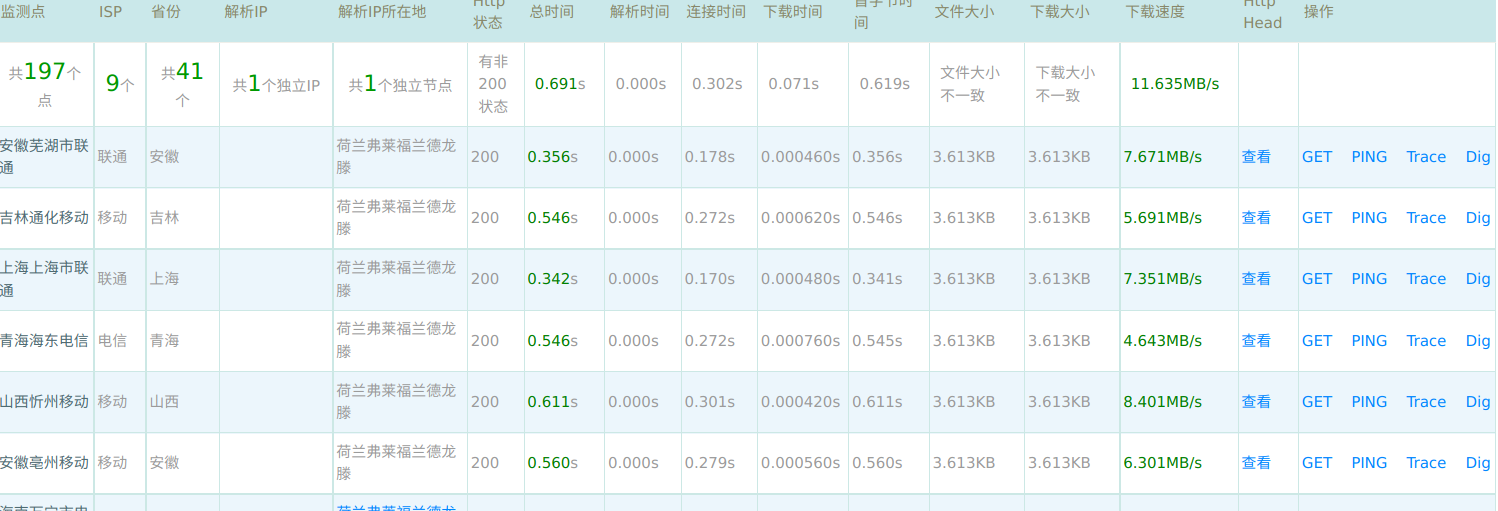 监测点 ISP 省份 解析IP 解析IP所在地 Http 状态 总时间 解析时间 连接时间 下载时间 首字节时间 文件大小 下载大小 下载速度 Http Head 操作
共197个点 9个 共41个 共1个独立IP 共1个独立节点 有非200状态 0.691s 0.000s 0.302s 0.071s 0.619s 文件大小不一致 下载大小不一致 11.635MB/s
安徽芜湖市联通 联通 安徽 荷兰弗莱福兰德龙滕 200 0.356s 0.000s 0.178s 0.000460s 0.356s 3.613KB 3.613KB 7.671MB/s 查看 GET PING Trace Dig
吉林通化移动 移动 吉林 荷兰弗莱福兰德龙滕 200 0.546s 0.000s 0.272s 0.000620s 0.546s 3.613KB 3.613KB 5.691MB/s 查看 GET PING Trace Dig
上海上海市联通 联通 上海 荷兰弗莱福兰德龙滕 200 0.342s 0.000s 0.170s 0.000480s 0.341s 3.613KB 3.613KB 7.351MB/s 查看 GET PING Trace Dig
青海海东电信 电信 青海 荷兰弗莱福兰德龙滕 200 0.546s 0.000s 0.272s 0.000760s 0.545s 3.613KB 3.613KB 4.643MB/s 查看 GET PING Trace Dig
山西忻州移动 移动 山西 荷兰弗莱福兰德龙滕 200 0.611s 0.000s 0.301s 0.000420s 0.611s 3.613KB 3.613KB 8.401MB/s 查看 GET PING Trace Dig
安徽亳州移动 移动 安徽 荷兰弗莱福兰德龙滕 200 0.560s 0.000s 0.279s 0.000560s 0.560s 3.613KB 3.613KB 6.301MB/s 查看 GET PING Trace Dig
海南万宁市电 荷兰弗莱福兰德龙